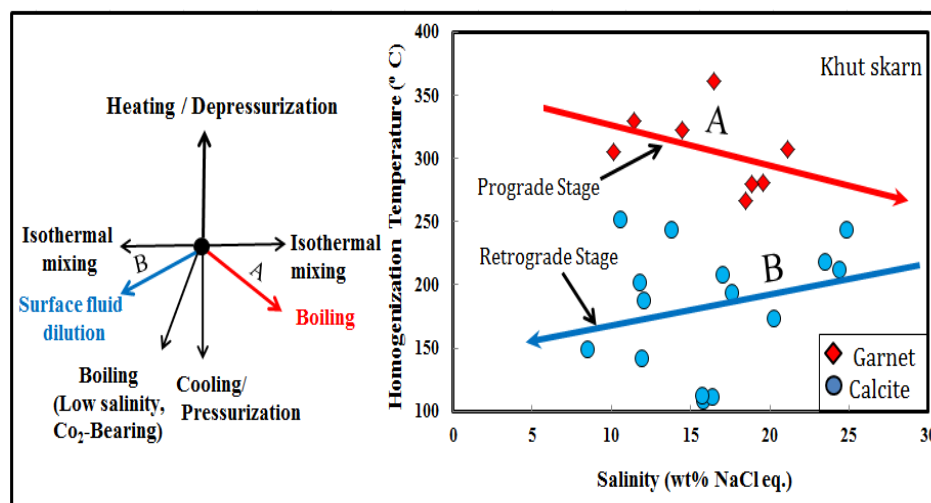 Heating / Depressurization
Isothermal
mixing
Isothermal
mixing
B
A
Surface fluid
dilution
Boiling
Boiling
(Low salinity,
Co2-Bearing)
Cooling/
Pressurization
Homogenization Temperature (º C)
400
350
300
250
200
150
100
0
5
10
15
20
25
30
Salinity (wt% NaCl eq.)
Khut skarn
A
Prograde Stage
Retrograde Stage
B
Garnet
Calcite